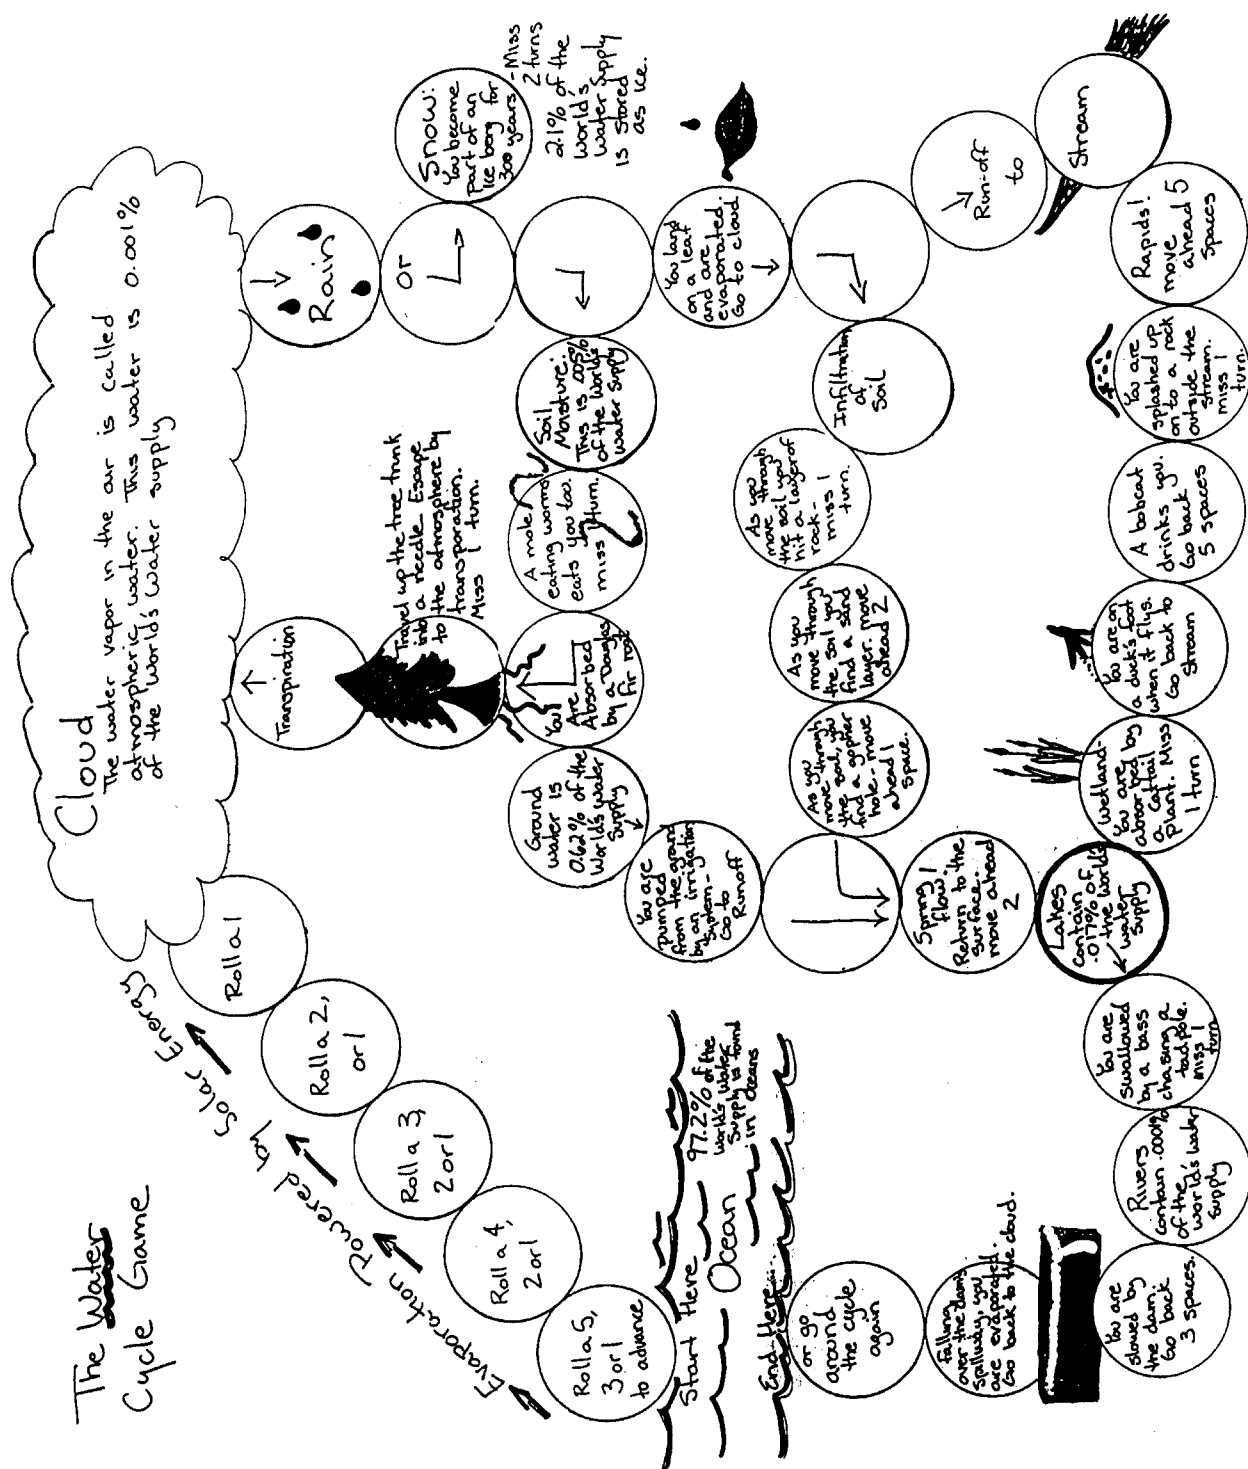 The Water
Cycle Game
Cloud
The water vapor in the air is called
atmospheric water. This water is 0.001%
of the World's Water supply
Evaporation Powered by Solar Energy
Start Here
Ocean
97.2% of the
World's Water
Supply is found
in Oceans
End Here
Roll a 5,
3 or 1
to advance
Roll a 4,
2 or 1
Roll a 3,
2 or 1
Roll a 2,
or 1
Roll a 1
Rain
or
Snow:
You become
part of an
Ice berg for
300 years. -Miss
2 turns
2.1% of the
World's
Water Supply
is stored
as ice.
Soil
Moisture:
This is .005%
of the World's
Water Supply
A mole
eating worms
eats you too.
miss 1 turn.
You
Are
Absorbed
by a Douglas
Fir root
Travel up the tree trunk
into a needle. Escape
to the atmosphere by
transporation.
Miss 1 turn.
Transpiration
Ground
Water is
0.62% of the
World's Water
Supply
You are
pumped
from the ground
by an irrigation
System-
Go to
Runoff
You land
on a leaf
and are
evaporated.
Go to cloud.
Infiltration
of
Soil
As you
move through
the soil you
hit a layer of
rock-
miss 1
turn.
As you
move through
the soil you
find a sand
layer. move
ahead 2
As you
move through
the soil, you
find a gopher
hole - move
ahead 1
space.
Spring!
flow.
Return to the
surface.
move ahead
2
Run-off
to
Stream
Rapids!
move
ahead 5
Spaces
You are
splashed up
on to a rock
outside the
stream.
miss 1
turn.
A bobcat
drinks you.
Go back
5 spaces
You are on
a duck's foot
when it flys.
Go back to
Stream
Wetland-
You are
absorbed by
a Cattail
plant. Miss
1 turn
Lakes
Contain
.017% of
the World's
Water
Supply
You are
Swallowed
by a bass
chasing a
tadpole.
miss 1
turn
Rivers
contain .0001%
of the
world's water
supply
You are
slowed by
the dam.
Go back
3 spaces.
falling
over the dams
spillway, you
are evaporated.
Go back to the cloud.
or go
around
the cycle
again